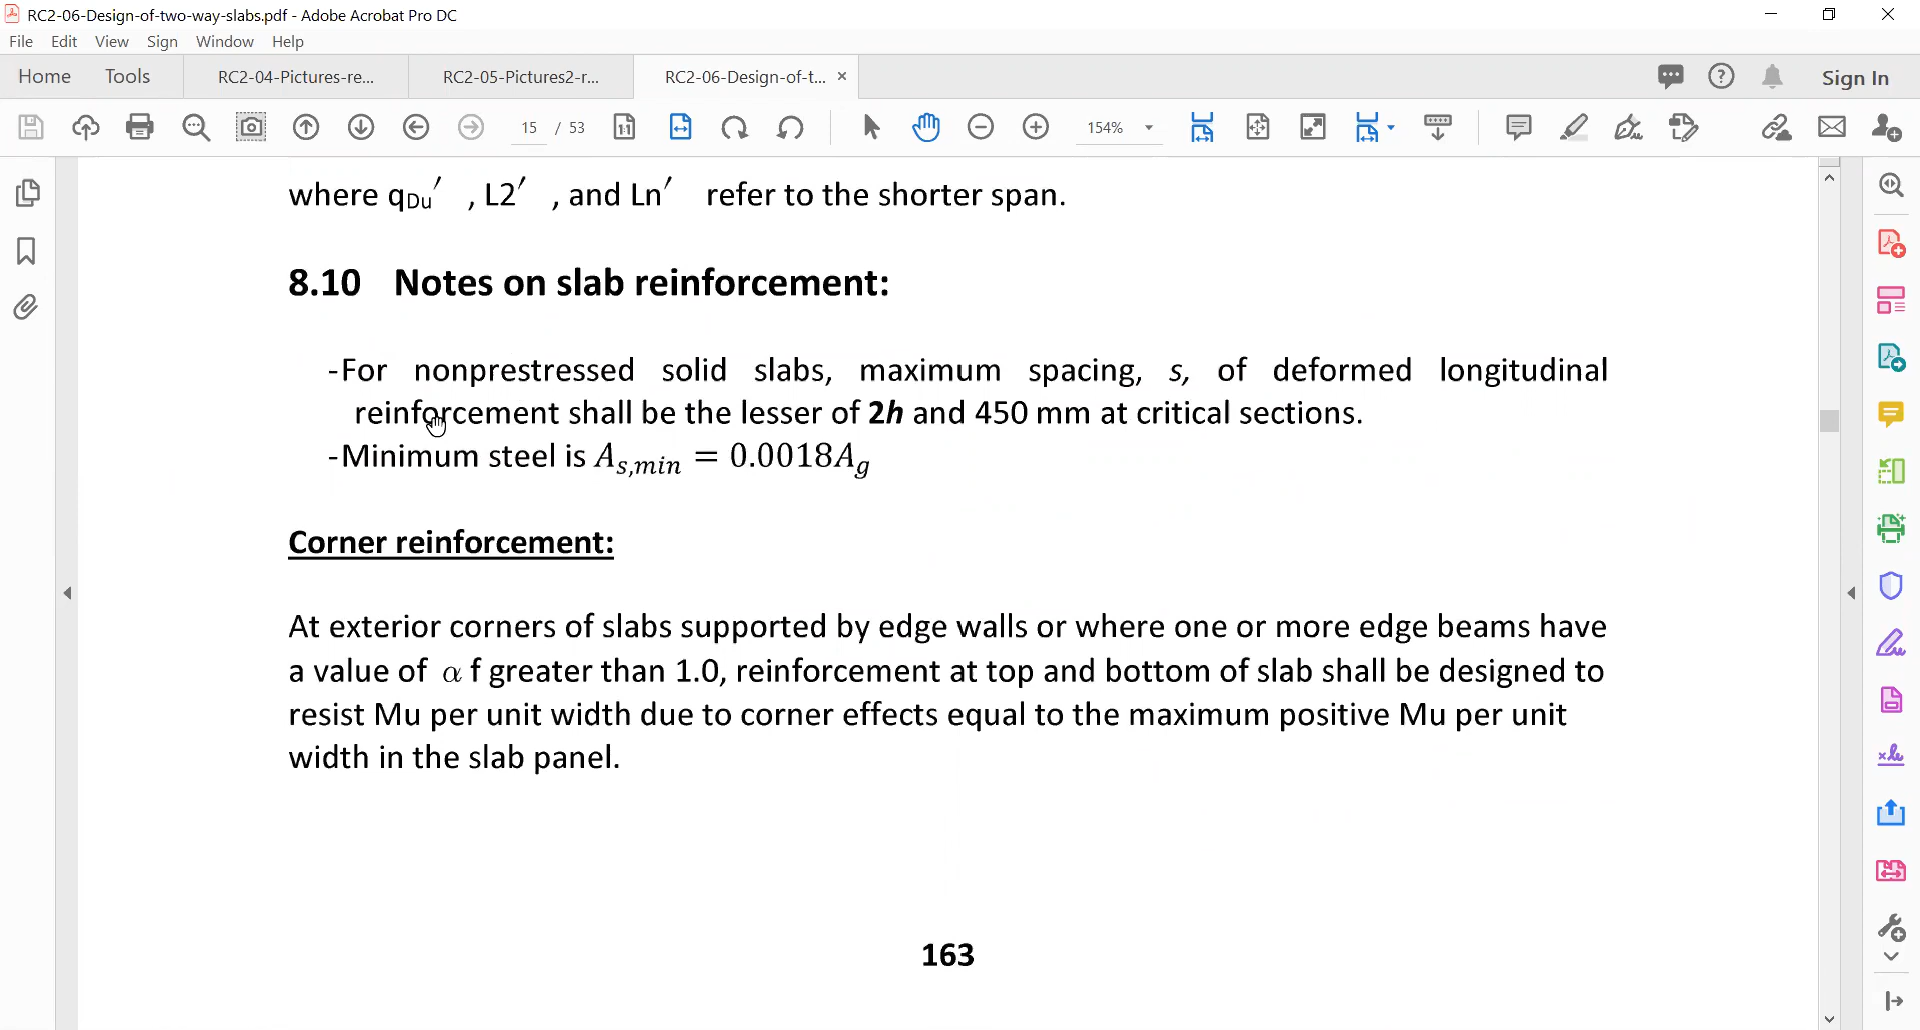 RC2-06-Design-of-two-way-slabs.pdf - Adobe Acrobat Pro DC
File Edit View Sign Window Help
Home Tools RC2-04-Pictures-re... RC2-05-Pictures2-r... RC2-06-Design-of-t... × Sign In
15 / 53 154%
where qDu′ , L2′ , and Ln′ refer to the shorter span.
8.10 Notes on slab reinforcement:
-For nonprestressed solid slabs, maximum spacing, s, of deformed longitudinal
reinforcement shall be the lesser of 2h and 450 mm at critical sections.
-Minimum steel is A_{s,min} = 0.0018A_g
Corner reinforcement:
At exterior corners of slabs supported by edge walls or where one or more edge beams have
a value of α f greater than 1.0, reinforcement at top and bottom of slab shall be designed to
resist Mu per unit width due to corner effects equal to the maximum positive Mu per unit
width in the slab panel.
163